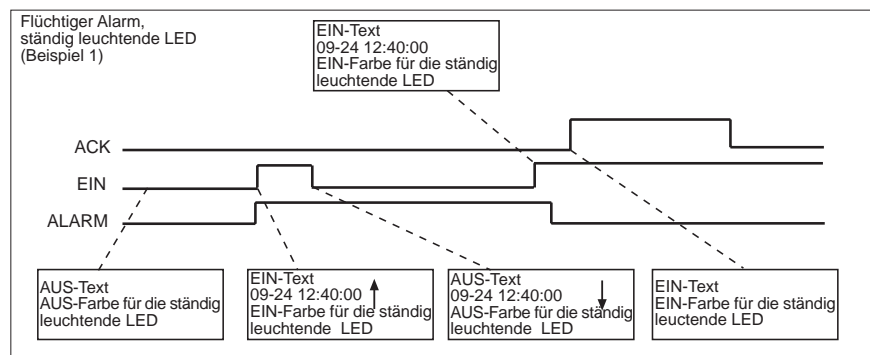 Flüchtiger Alarm,
ständig leuchtende LED
(Beispiel 1)
EIN-Text
09-24 12:40:00
EIN-Farbe für die ständig
leuchtende LED
ACK
EIN
ALARM
AUS-Text
AUS-Farbe für die ständig
leuchtende LED
EIN-Text
09-24 12:40:00
EIN-Farbe für die ständig
leuchtende LED
AUS-Text
09-24 12:40:00
AUS-Farbe für die ständig
leuchtende LED
EIN-Text
EIN-Farbe für die ständig
leuctende LED